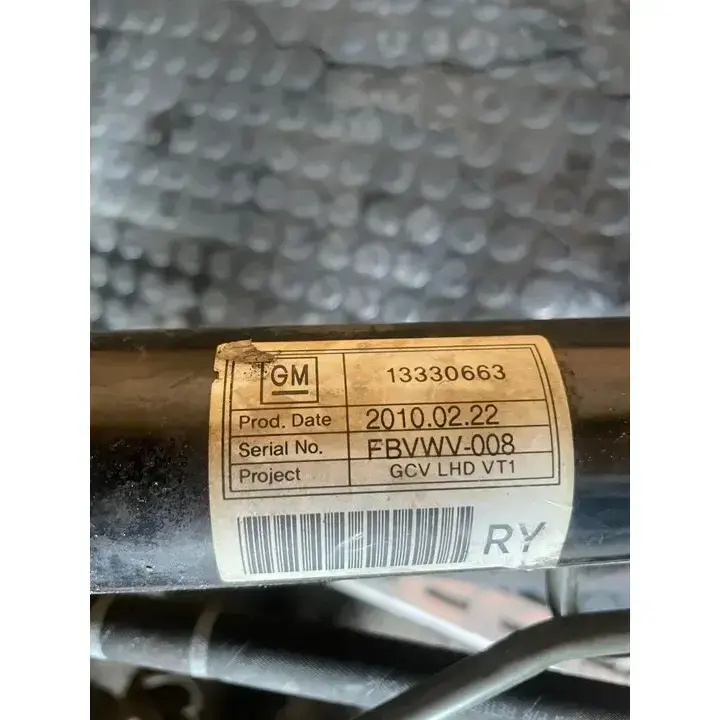 GM 13330663
Prod. Date 2010.02.22
Serial No. FBVWV-008
Project GCV LHD VT1
RY